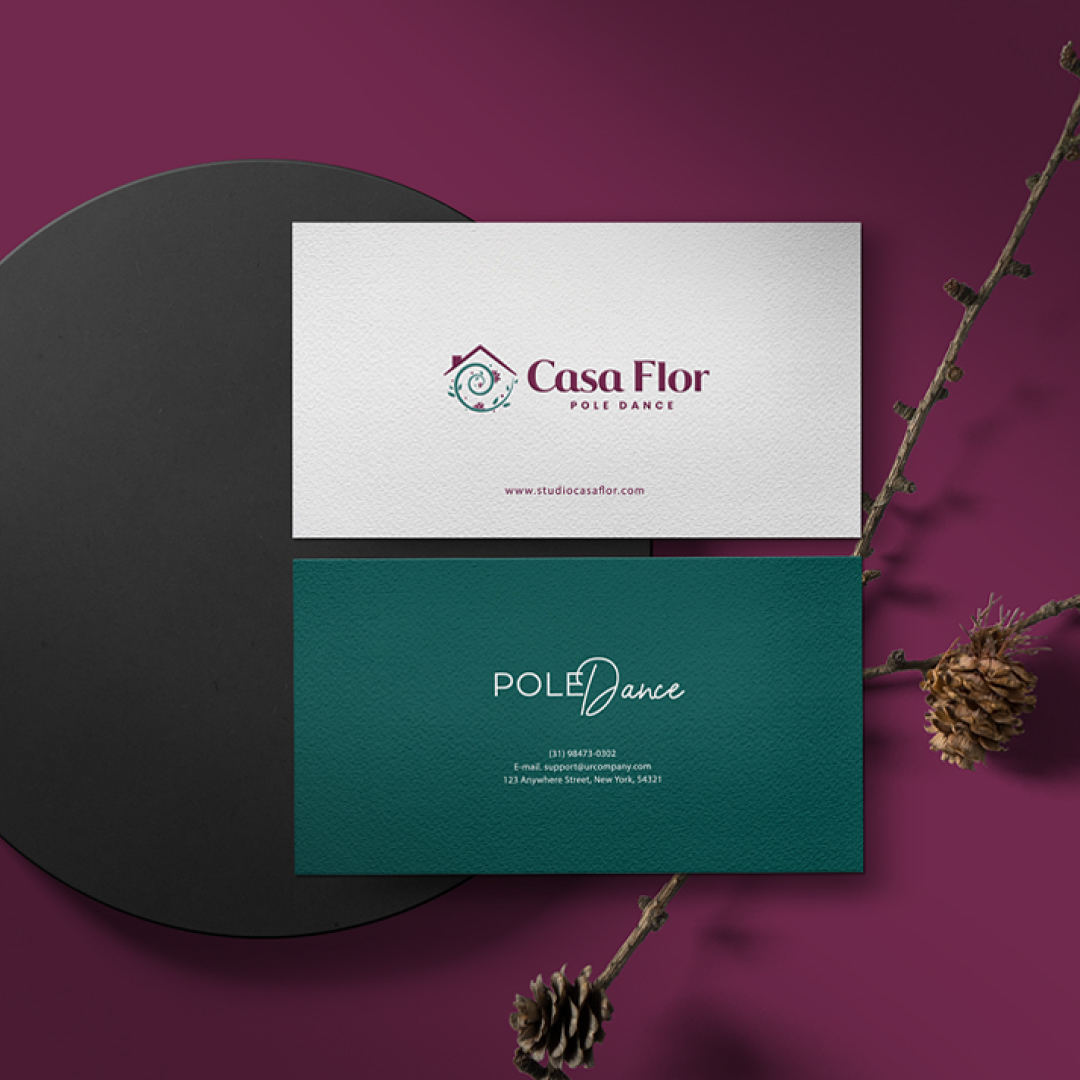 Casa Flor
POLE DANCE
www.studiocasaflor.com
POLE Dance
(31) 98473-0302
E-mail. support@urcompany.com
123 Anywhere Street, New York, 54321